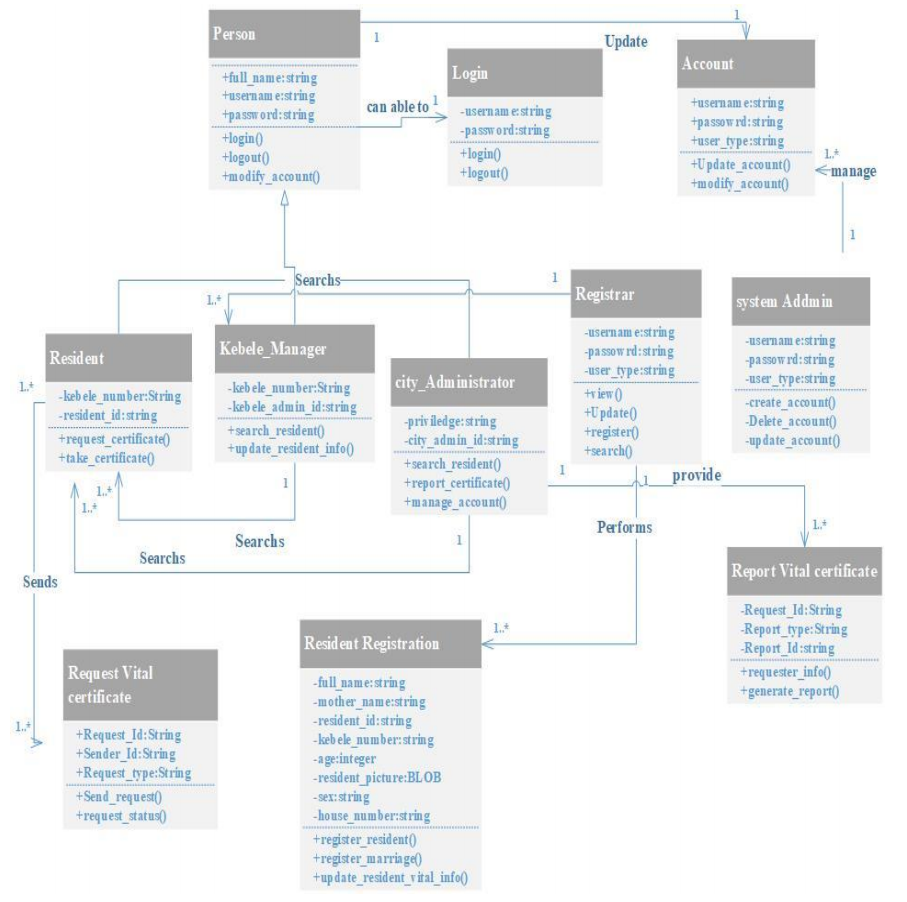 Person
+full_name:string
+username:string
+password:string
+login()
+logout()
+modify_account()
1
1
Update
can able to
1
Login
-username:string
-password:string
+login()
+logout()
Account
+username:string
+passowrd:string
+user_type:string
+Update_account()
+modify_account()
1..*
manage
1
Searchs
1
1..*
Registrar
-username:string
-passowrd:string
-user_type:string
+view()
+Update()
+register()
+search()
system Addmin
-username:string
-passowrd:string
-user_type:string
-create_account()
-Delete_account()
-update_account()
Resident
-kebele_number:String
-resident_id:string
+request_certificate()
+take_certificate()
Kebele_Manager
-kebele_number:String
-kebele_admin_id:string
+search_resident()
+update_resident_info()
city_Administrator
-priviledge:string
-city_admin_id:string
+search_resident()
+report_certificate()
+manage_account()
1..*
1..*
1..*
1
1
1
1
provide
1..*
Searchs
Searchs
Performs
Sends
1..*
1..*
Report Vital certificate
-Request_Id:String
-Report_type:String
-Report_Id:string
+requester_info()
+generate_report()
Resident Registration
-full_name:string
-mother_name:string
-resident_id:string
-kebele_number:string
-age:integer
-resident_picture:BLOB
-sex:string
-house_number:string
+register_resident()
+register_marriage()
+update_resident_vital_info()
Request Vital
certificate
+Request_Id:String
+Sender_Id:String
+Request_type:String
+Send_request()
+request_status()